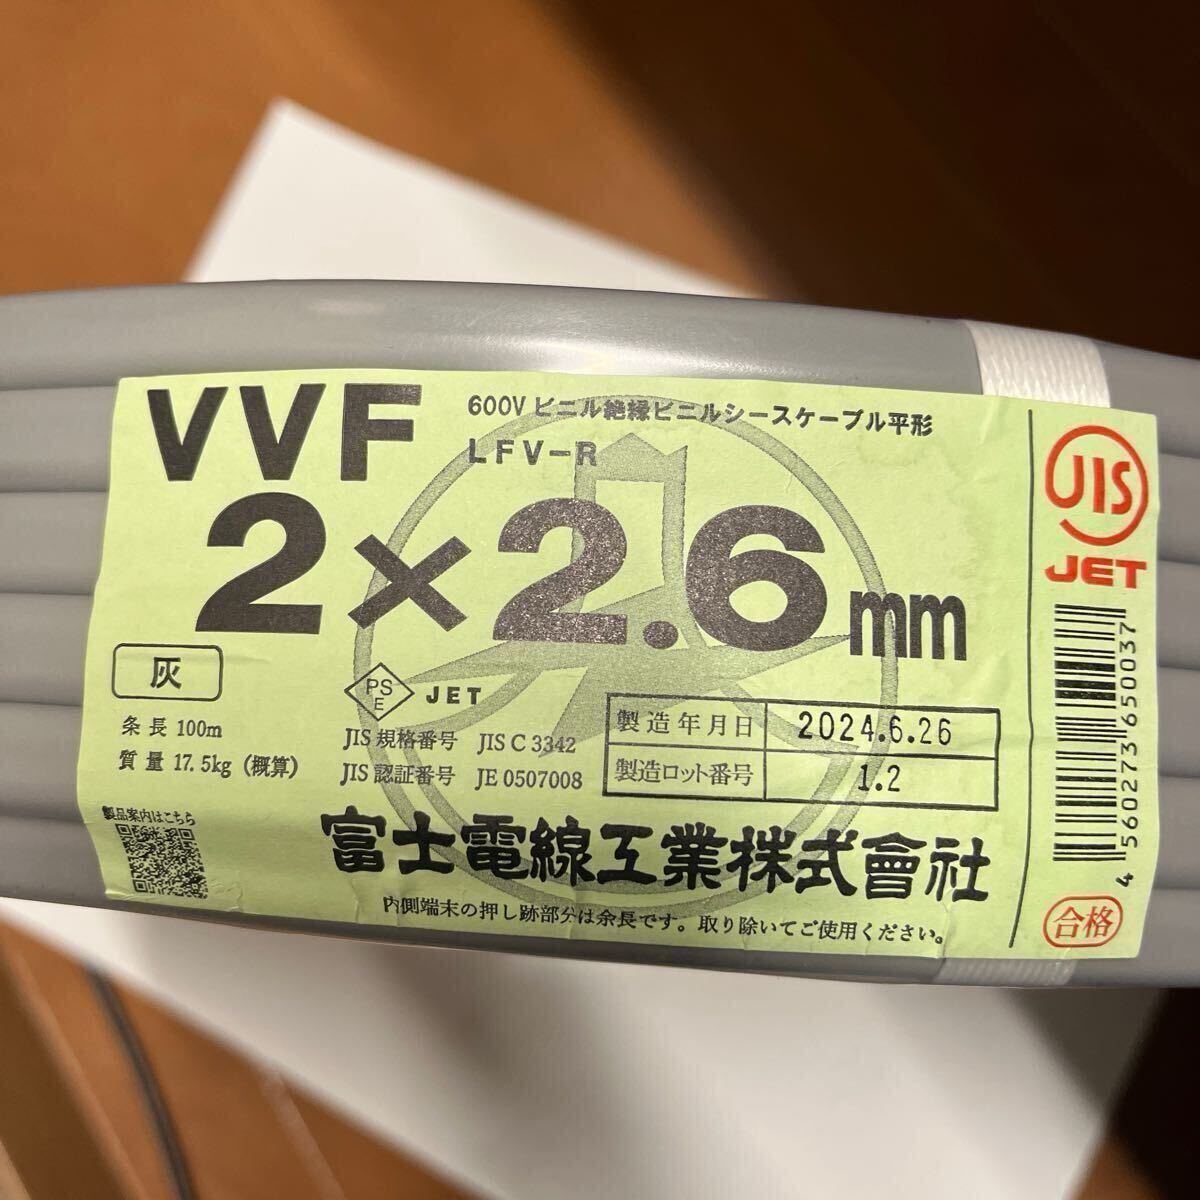 VVF
600Vビニル絶縁ビニルシースケーブル平形
LFV-R
2×2.6mm
灰
条長 100m
質量 17.5kg (概算)
PS
E
JET
JIS 規格番号 JIS C 3342
JIS 認証番号 JE 0507008
製造年月日 2024.6.26
製造ロット番号 1.2
製品案内はこちら
富士電線工業株式會社
内側端末の押し跡部分は余長です。取り除いてご使用ください。
JIS
JET
4560273650037
合格